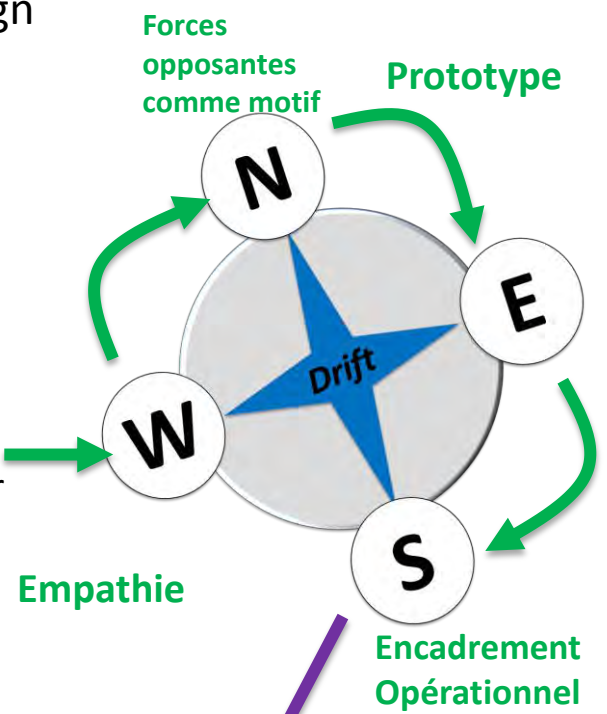 Forces
opposantes
comme motif
Prototype
N
E
Drift
W
S
Empathie
Encadrement
Opérationnel